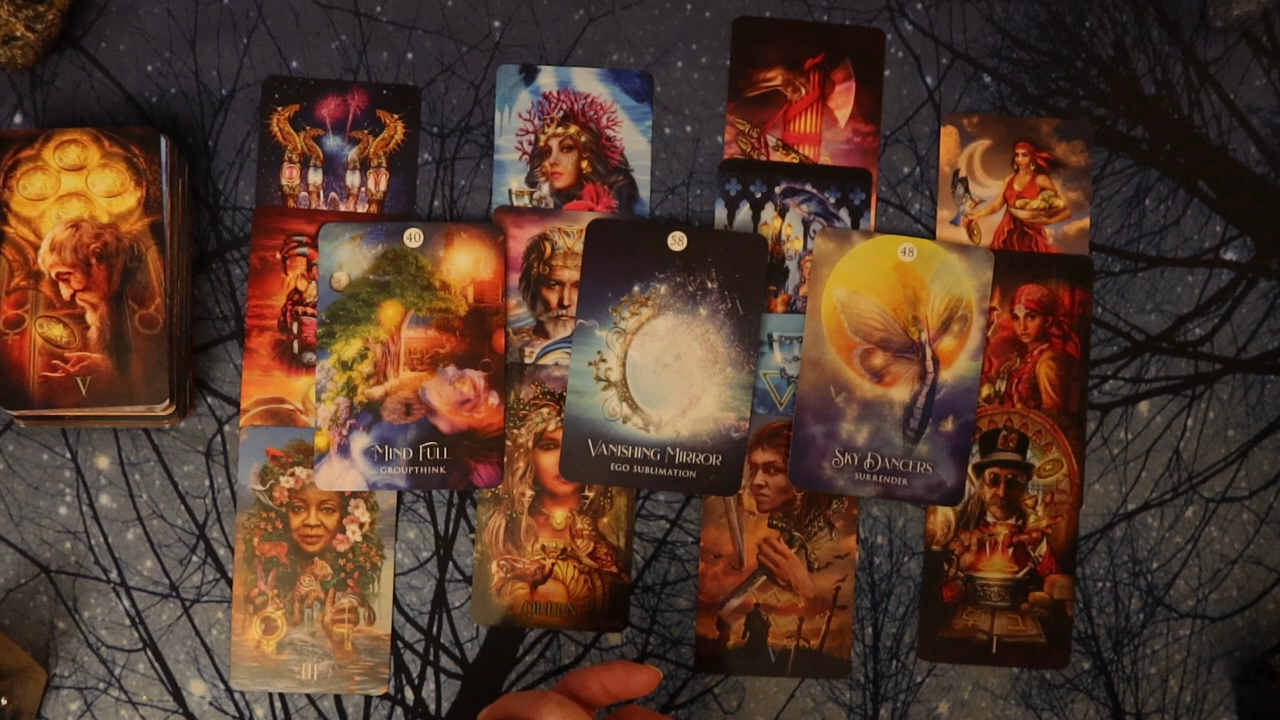 40
MIND FULL
GROUPTHINK
58
VANISHING MIRROR
EGO SUBLIMATION
48
SKY DANCERS
SURRENDER
V
III
QUEEN
I